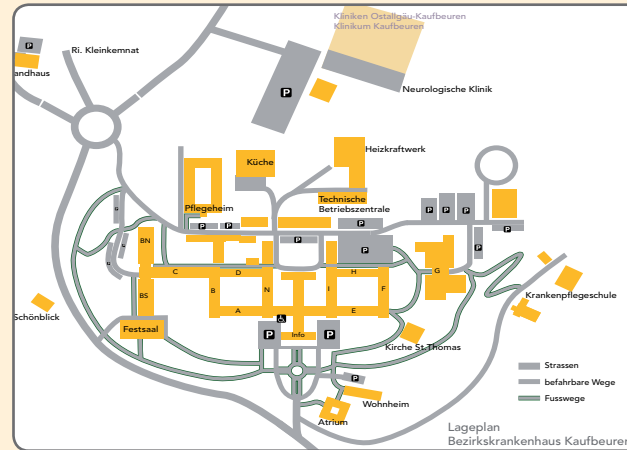 Kliniken Ostallgäu-Kaufbeuren
Klinikum Kaufbeuren
P
Ri. Kleinkemnat
andhaus
P
Neurologische Klinik
Heizkraftwerk
Küche
Technische
Betriebszentrale
Pflegeheim
P
P
P
P
P
P
P
P
P
P
P
BN
C
D
H
G
BS
B
N
I
F
A
E
Krankenpflegeschule
Schönblick
Festsaal
P
Info
P
Kirche St.Thomas
P
Wohnheim
Atrium
Strassen
befahrbare Wege
Fusswege
Lageplan
Bezirkskrankenhaus Kaufbeuren